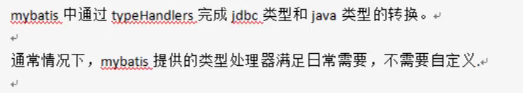 mybatis 中通过 typeHandlers 完成 jdbc 类型和 java 类型的转换。
通常情况下，mybatis 提供的类型处理器满足日常需要，不需要自定义.